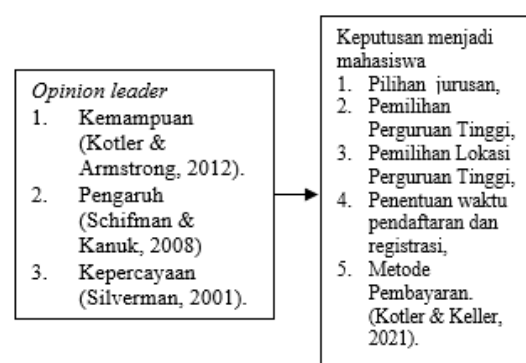 Opinion leader
1. Kemampuan
(Kotler &
Armstrong, 2012).
2. Pengaruh
(Schifman &
Kanuk, 2008)
3. Kepercayaan
(Silverman, 2001).
Keputusan menjadi
mahasiswa
1. Pilihan jurusan,
2. Pemilihan
Perguruan Tinggi,
3. Pemilihan Lokasi
Perguruan Tinggi,
4. Penentuan waktu
pendaftaran dan
registrasi,
5. Metode
Pembayaran.
(Kotler & Keller,
2021).